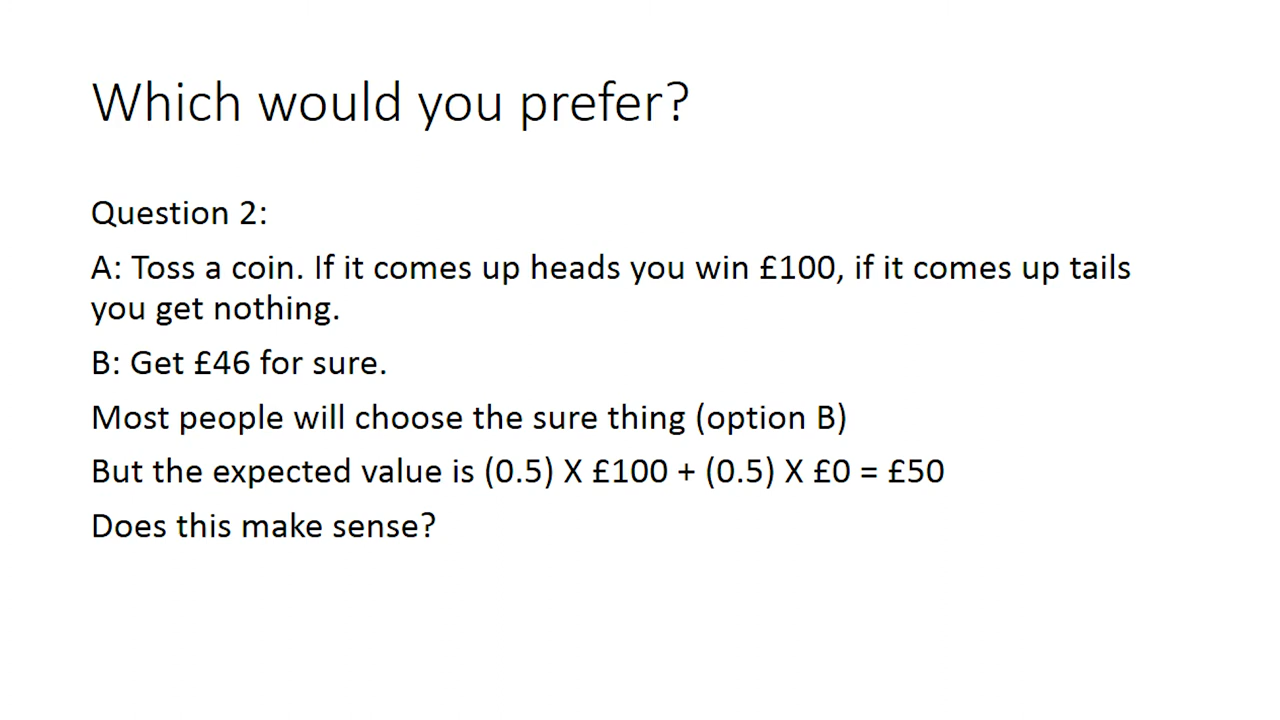 Which would you prefer?
Question 2:
A: Toss a coin. If it comes up heads you win £100, if it comes up tails
you get nothing.
B: Get £46 for sure.
Most people will choose the sure thing (option B)
But the expected value is (0.5) X £100 + (0.5) X £0 = £50
Does this make sense?